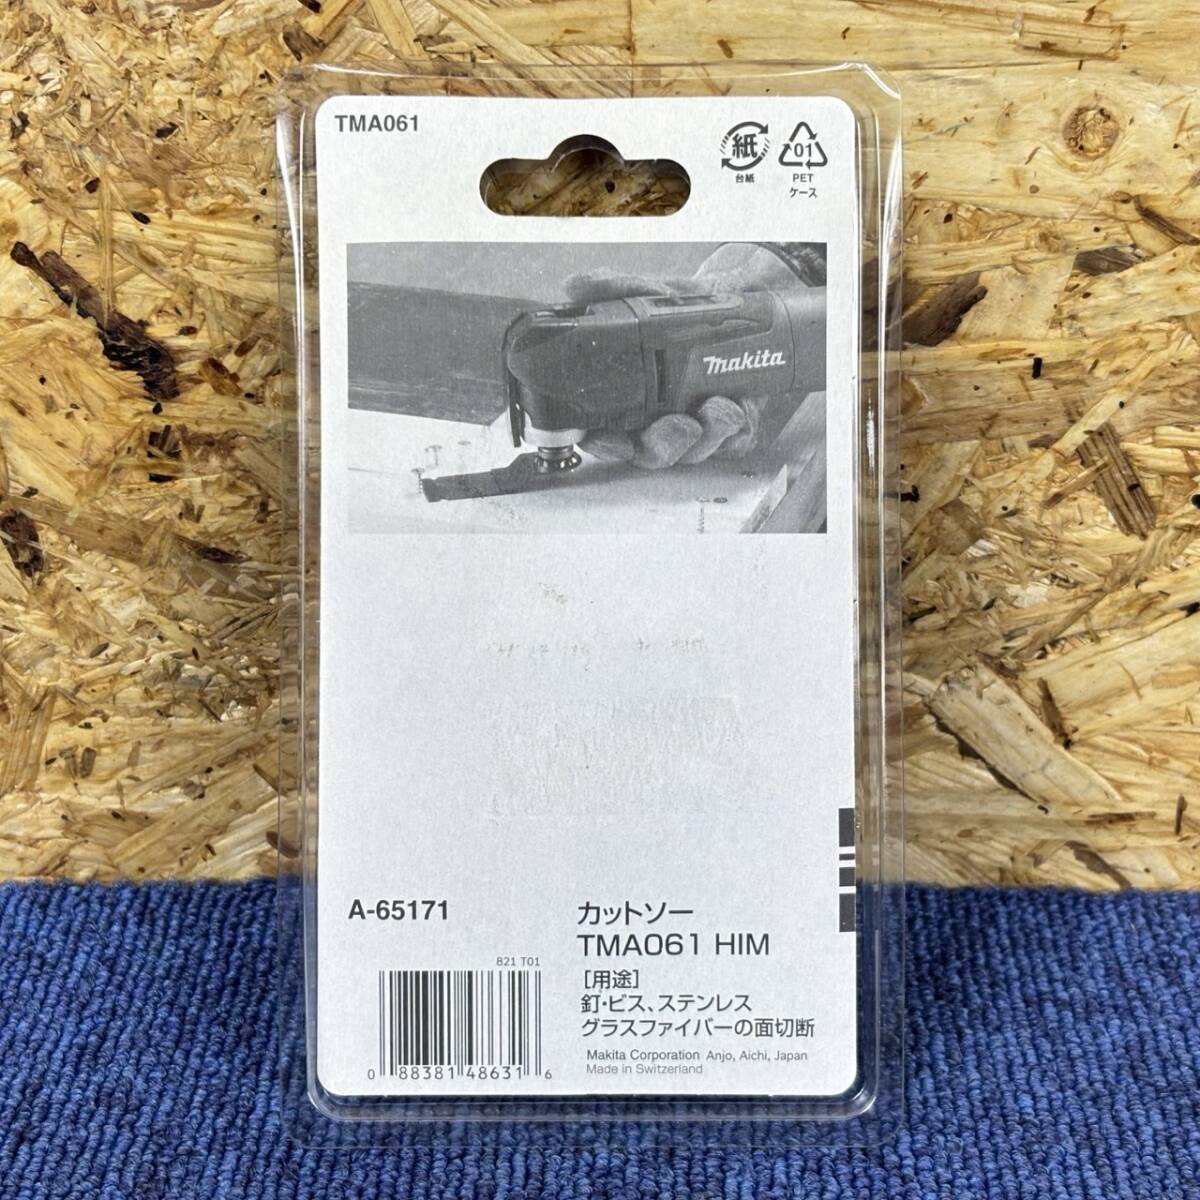 TMA061
紙
台紙
01
PET
ケース
makita
A-65171
カットソー
TMA061 HIM
821 T01
[用途]
釘・ビス、ステンレス
グラスファイバーの面切断
Makita Corporation Anjo, Aichi, Japan
Made in Switzerland
0 88381 48631 6